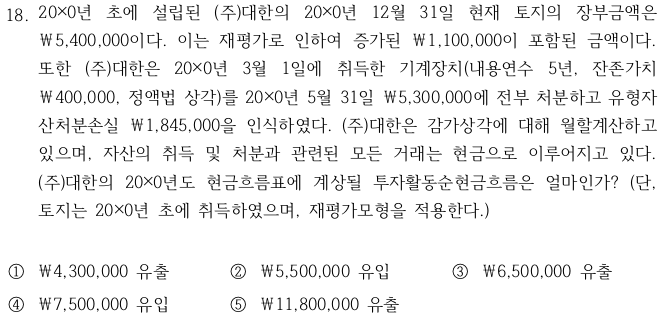 18. 20×0년 초에 설립된 (주)대한의 20×0년 12월 31일 현재 토지의 장부금액은
₩5,400,000이다. 이는 재평가로 인하여 증가된 ₩1,100,000이 포함된 금액이다.
또한 (주)대한은 20×0년 3월 1일에 취득한 기계장치(내용연수 5년, 잔존가치
₩400,000, 정액법 상각)를 20×0년 5월 31일 ₩5,300,000에 전부 처분하고 유형자
산처분손실 ₩1,845,000을 인식하였다. (주)대한은 감가상각에 대해 월할계산하고
있으며, 자산의 취득 및 처분과 관련된 모든 거래는 현금으로 이루어지고 있다.
(주)대한의 20×0년도 현금흐름표에 계상될 투자활동순현금흐름은 얼마인가? (단,
토지는 20×0년 초에 취득하였으며, 재평가모형을 적용한다.)
① ₩4,300,000 유출 ② ₩5,500,000 유입 ③ ₩6,500,000 유출
④ ₩7,500,000 유입 ⑤ ₩11,800,000 유출